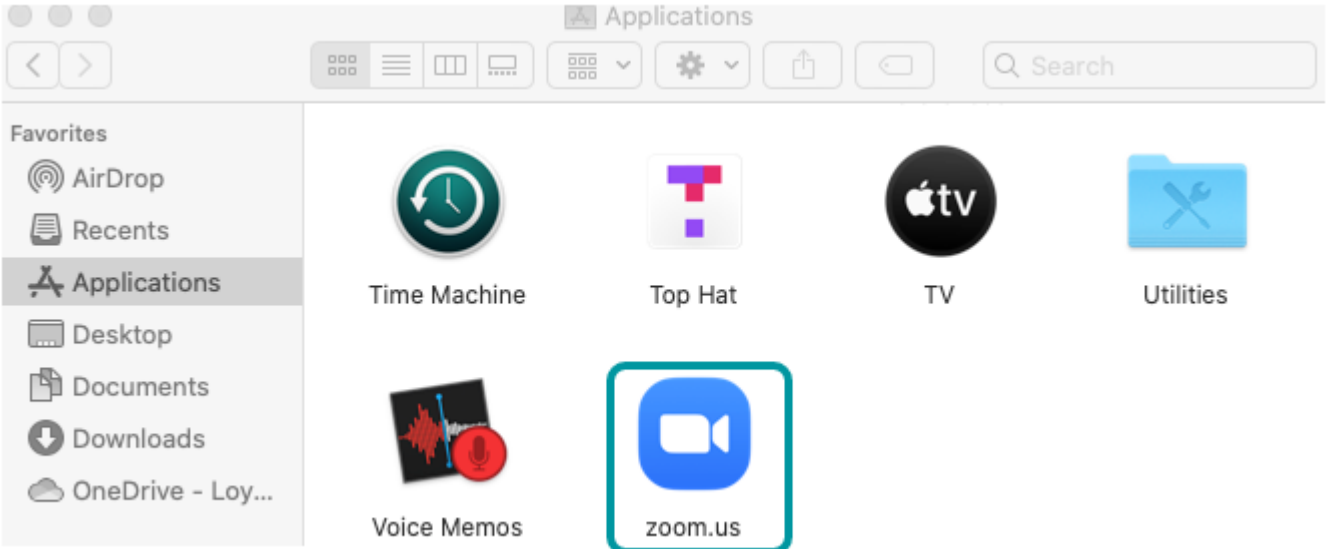 Applications
Search
Favorites
AirDrop
Recents
Applications
Desktop
Documents
Downloads
OneDrive - Loy...
tv
Time Machine
Top Hat
TV
Utilities
Voice Memos
zoom.us